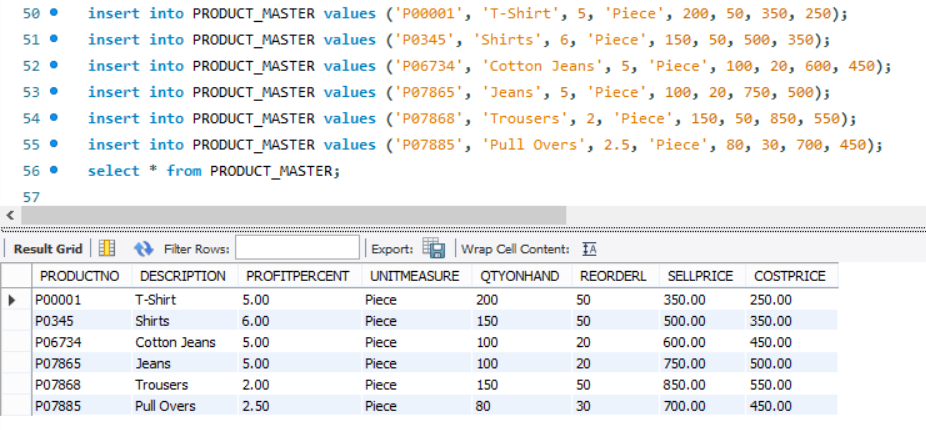 50 insert into PRODUCT_MASTER values ('P00001', 'T-Shirt', 5, 'Piece', 200, 50, 350, 250);
51 insert into PRODUCT_MASTER values ('P0345', 'Shirts', 6, 'Piece', 150, 50, 500, 350);
52 insert into PRODUCT_MASTER values ('P06734', 'Cotton Jeans', 5, 'Piece', 100, 20, 600, 450);
53 insert into PRODUCT_MASTER values ('P07865', 'Jeans', 5, 'Piece', 100, 20, 750, 500);
54 insert into PRODUCT_MASTER values ('P07868', 'Trousers', 2, 'Piece', 150, 50, 850, 550);
55 insert into PRODUCT_MASTER values ('P07885', 'Pull Overs', 2.5, 'Piece', 80, 30, 700, 450);
56 select * from PRODUCT_MASTER;
57
Result Grid Filter Rows: Export: Wrap Cell Content:
PRODUCTNO DESCRIPTION PROFITPERCENT UNITMEASURE QTYONHAND REORDERL SELLPRICE COSTPRICE
P00001 T-Shirt 5.00 Piece 200 50 350.00 250.00
P0345 Shirts 6.00 Piece 150 50 500.00 350.00
P06734 Cotton Jeans 5.00 Piece 100 20 600.00 450.00
P07865 Jeans 5.00 Piece 100 20 750.00 500.00
P07868 Trousers 2.00 Piece 150 50 850.00 550.00
P07885 Pull Overs 2.50 Piece 80 30 700.00 450.00